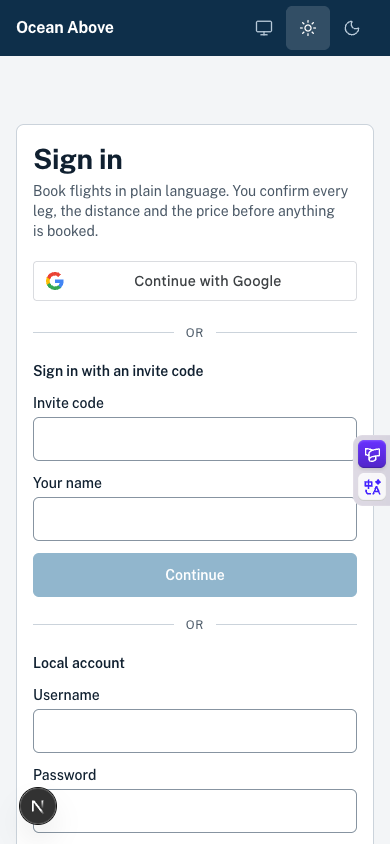 Ocean Above
Sign in
Book flights in plain language. You confirm every
leg, the distance and the price before anything
is booked.
Continue with Google
OR
Sign in with an invite code
Invite code
Your name
Continue
OR
Local account
Username
Password
N
中A